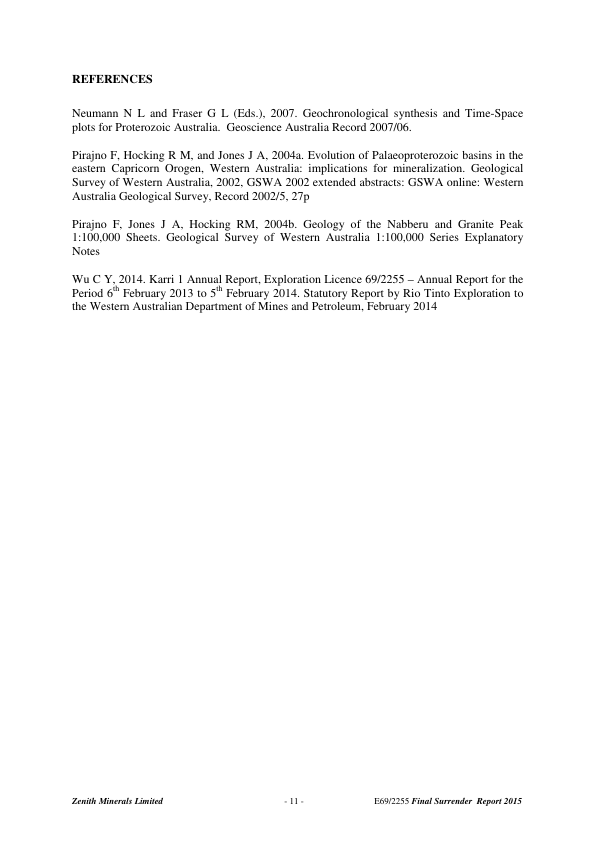 REFERENCES
Neumann N L and Fraser G L (Eds.), 2007. Geochronological synthesis and Time-Space
plots for Proterozoic Australia.  Geoscience Australia Record 2007/06.
Pirajno F, Hocking R M, and Jones J A, 2004a. Evolution of Palaeoproterozoic basins in the
eastern Capricorn Orogen, Western Australia: implications for mineralization. Geological
Survey of Western Australia, 2002, GSWA 2002 extended abstracts: GSWA online: Western
Australia Geological Survey, Record 2002/5, 27p
Pirajno F, Jones J A, Hocking RM, 2004b. Geology of the Nabberu and Granite Peak
1:100,000 Sheets. Geological Survey of Western Australia 1:100,000 Series Explanatory
Notes
Wu C Y, 2014. Karri 1 Annual Report, Exploration Licence 69/2255 – Annual Report for the
Period 6th February 2013 to 5th February 2014. Statutory Report by Rio Tinto Exploration to
the Western Australian Department of Mines and Petroleum, February 2014
Zenith Minerals Limited - 11 - E69/2255 Final Surrender  Report 2015